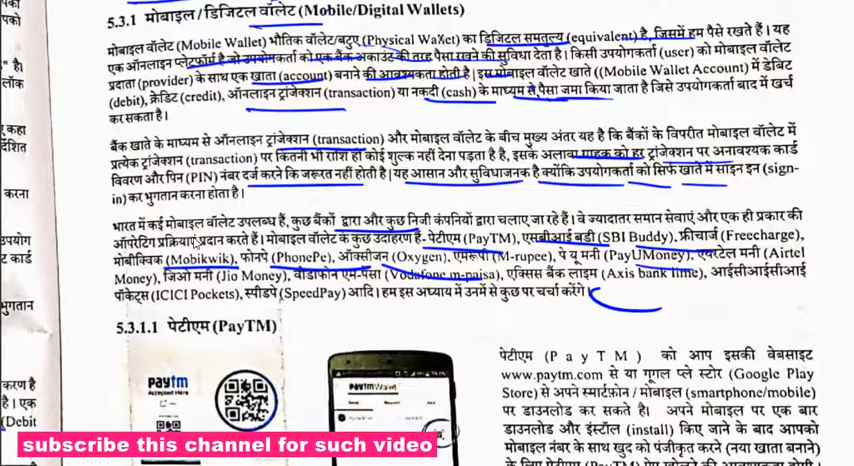 5.3.1 मोबाइल/डिजिटल वॉलेट (Mobile/Digital Wallets)
मोबाइल वॉलेट (Mobile Wallet) भौतिक वॉलेट/बटुए (Physical Wallet) का डिजिटल समतुल्य (equivalent) है, जिसमें हम पैसे रखते हैं। यह
एक ऑनलाइन प्लेटफॉर्म है जो उपयोगकर्ता को एक बैंक अकाउंट की तरह पैसा रखने की सुविधा देता है। किसी उपयोगकर्ता (user) को मोबाइल वॉलेट
प्रदाता (provider) के साथ एक खाता (account) बनाने की आवश्यकता होती है। इस मोबाइल वॉलेट खाते ((Mobile Wallet Account) में डेबिट
(debit), क्रेडिट (credit), ऑनलाइन ट्रांजेक्शन (transaction) या नकदी (cash) के माध्यम से पैसा जमा किया जाता है जिसे उपयोगकर्ता बाद में खर्च
कर सकता है।
बैंक खाते के माध्यम से ऑनलाइन ट्रांजेक्शन (transaction) और मोबाइल वॉलेट के बीच मुख्य अंतर यह है कि बैंकों के विपरीत मोबाइल वॉलेट में
प्रत्येक ट्रांजेक्शन (transaction) पर कितनी भी राशि हो कोई शुल्क नहीं देना पड़ता है है, इसके अलावा ग्राहक को हर ट्रांजेक्शन पर अनावश्यक कार्ड
विवरण और पिन (PIN) नंबर दर्ज करने कि जरूरत नहीं होती है। यह आसान और सुविधाजनक है क्योंकि उपयोगकर्ता को सिर्फ खाते में साइन इन (sign-
in) कर भुगतान करना होता है।
भारत में कई मोबाइल वॉलेट उपलब्ध हैं, कुछ बैंकों द्वारा और कुछ निजी कंपनियों द्वारा चलाए जा रहे हैं। वे ज्यादातर समान सेवाएं और एक ही प्रकार की
ऑपरेटिंग प्रक्रियाएं प्रदान करते हैं। मोबाइल वॉलेट के कुछ उदाहरण हैं- पेटीएम (PayTM), एसबीआई बडी (SBI Buddy), फ्रीचार्ज (Freecharge),
मोबीक्विक (Mobikwik), फोनपे (PhonePe), ऑक्सीजन (Oxygen), एमरूपी (M-rupee), पे यू मनी (PayUMoney), एयरटेल मनी (Airtel
Money), जिओ मनी (Jio Money), वोडाफोन एम-पैसा (Vodafone m-paisa), एक्सिस बैंक लाइम (Axis bank lime), आईसीआईसीआई
पॉकेट्स (ICICI Pockets), स्पीडपे (SpeedPay) आदि। हम इस अध्याय में उनमें से कुछ पर चर्चा करेंगे।
5.3.1.1 पेटीएम (PayTM)
paytm
Accepted Here
पेटीएम (PayTM) को आप इसकी वेबसाइट
www.paytm.com से या गूगल प्ले स्टोर (Google Play
Store) से अपने स्मार्टफ़ोन / मोबाइल (smartphone/mobile)
पर डाउनलोड कर सकते है। अपने मोबाइल पर एक बार
डाउनलोड और इंस्टॉल (install) किए जाने के बाद आपको
मोबाइल नंबर के साथ खुद को पंजीकृत करने (नया खाता बनाने)
पको
है।
लॉक
कहा
करना
उपयोग
ट कार्ड
भुगतान
करण है
है। एक
(Debit
subscribe this channel for such video